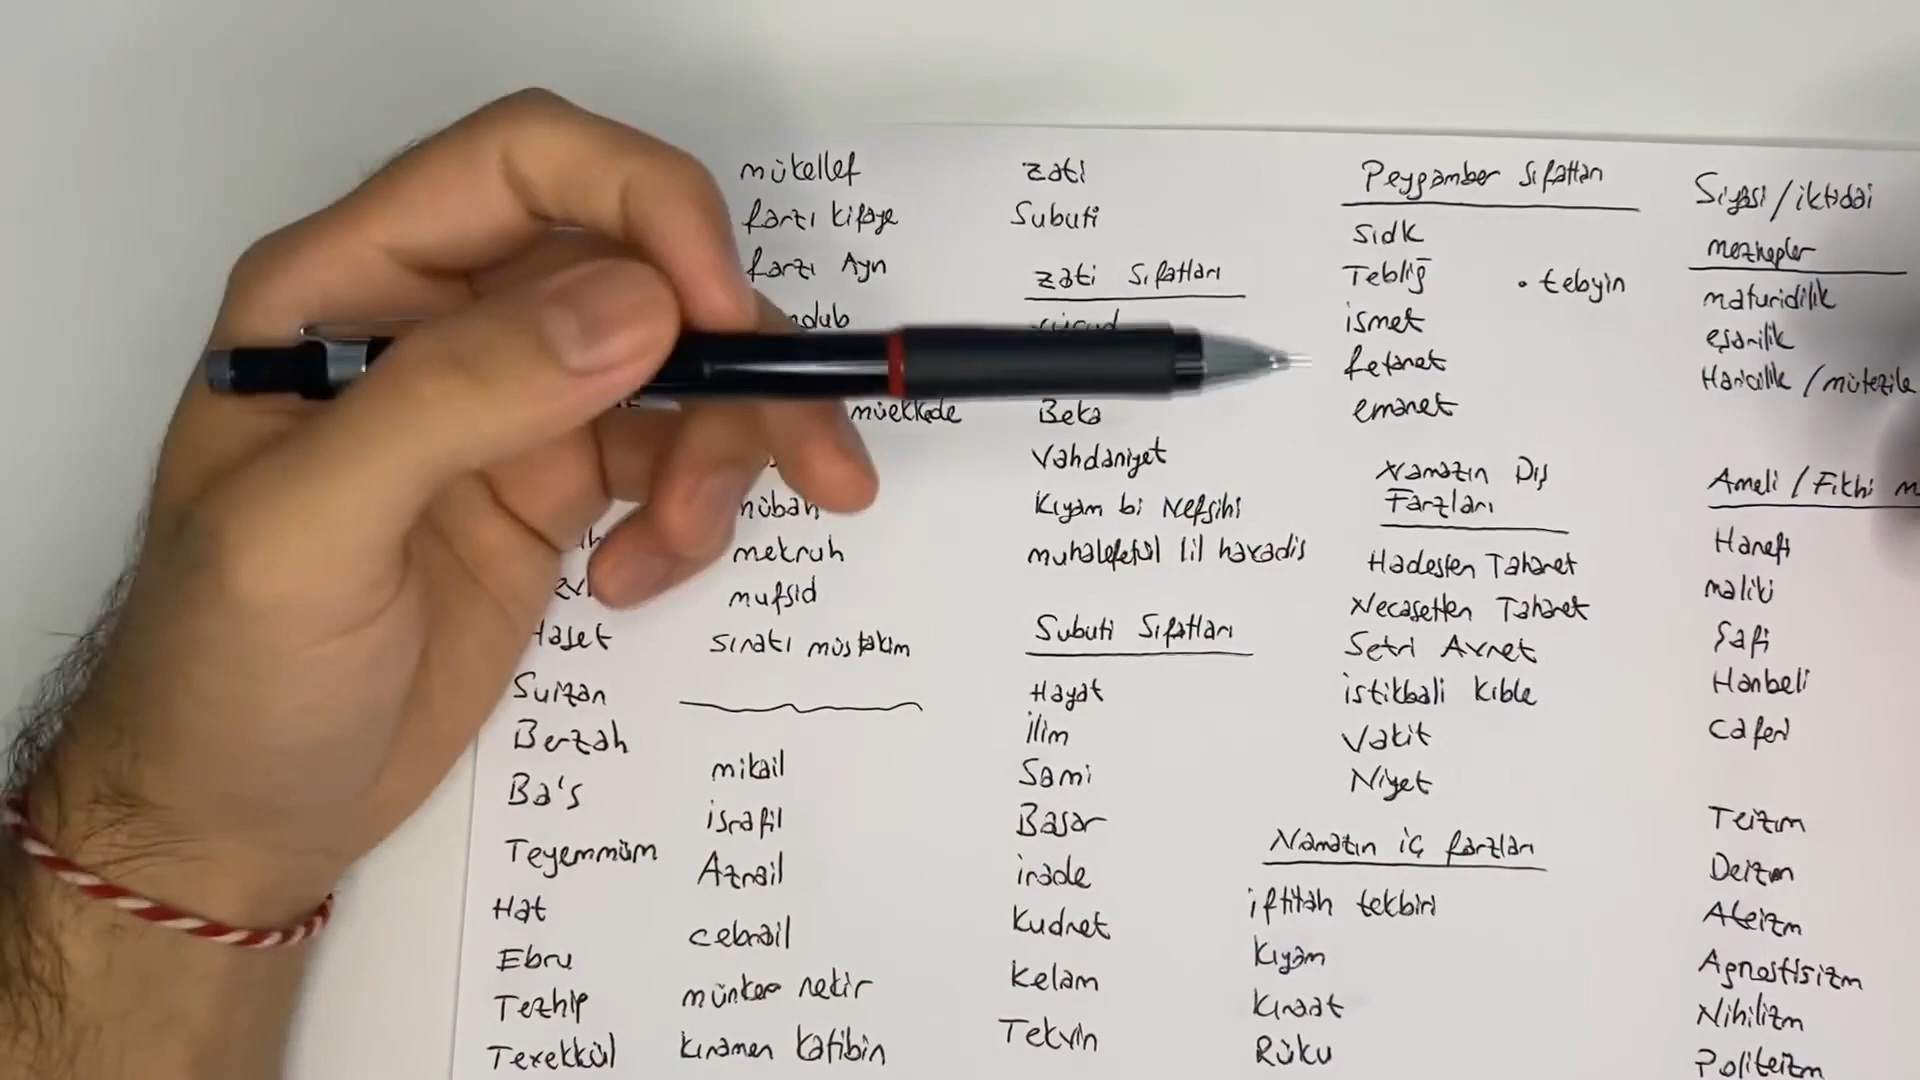 mükellef
farzı kifaye
farzı Ayn
müekkede
mekruh
mufsid
sıratı müstakim
Haset
Suizan
Berzah
Ba's
Teyemmüm
Hat
Ebru
Tezhip
Tevekkül
mikail
israfil
Azrail
cebrail
münker nekir
kiramen katibin
zati
Subuti
zati Sıfatları
Beka
Vahdaniyet
Kıyam bi Nefsihi
muhalefetül lil havadis
Subuti Sıfatları
Hayat
ilim
Sami
Basar
irade
Kudret
Kelam
Tekvin
Peygamber Sıfatları
Sıdk
Tebliğ • tebyin
ismet
fetanet
emanet
Namazın Dış
Farzları
Hadesten Taharet
Necasetten Taharet
Setri Avret
istikbali kıble
Vakit
Niyet
Namazın iç farzları
iftitah tekbiri
Kıyam
Kıraat
Rüku
Siyasi / iktidai
mezhepler
maturidilik
eşarilik
Haricilik / mütezile
Ameli / Fıkhi
Hanefi
maliki
Şafi
Hanbeli
Caferi
Teizm
Deizm
Ateizm
Agnostisizm
Nihilizm
Politeizm